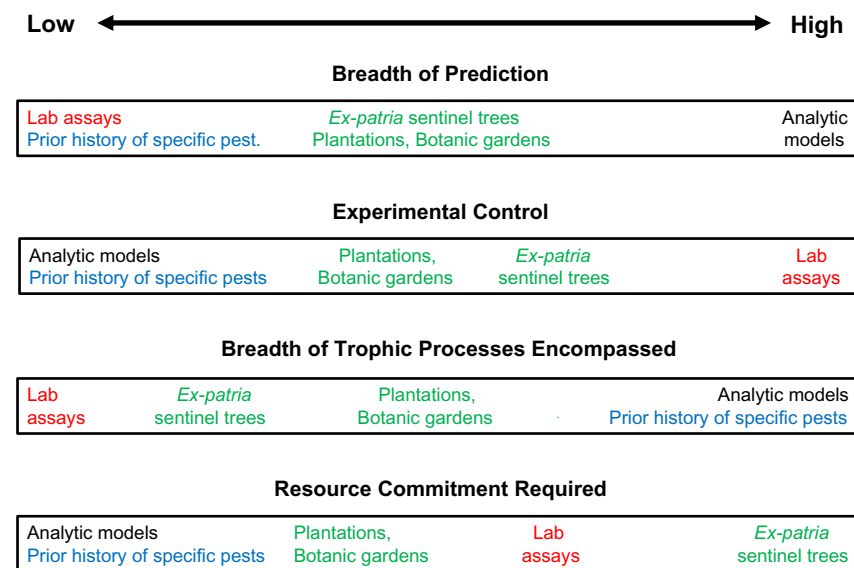 Low High
Breadth of Prediction
Lab assays Ex-patria sentinel trees Analytic
Prior history of specific pest. Plantations, Botanic gardens models
Experimental Control
Analytic models Plantations, Ex-patria Lab
Prior history of specific pests Botanic gardens sentinel trees assays
Breadth of Trophic Processes Encompassed
Lab Ex-patria Plantations, Analytic models
assays sentinel trees Botanic gardens Prior history of specific pests
Resource Commitment Required
Analytic models Plantations, Lab Ex-patria
Prior history of specific pests Botanic gardens assays sentinel trees